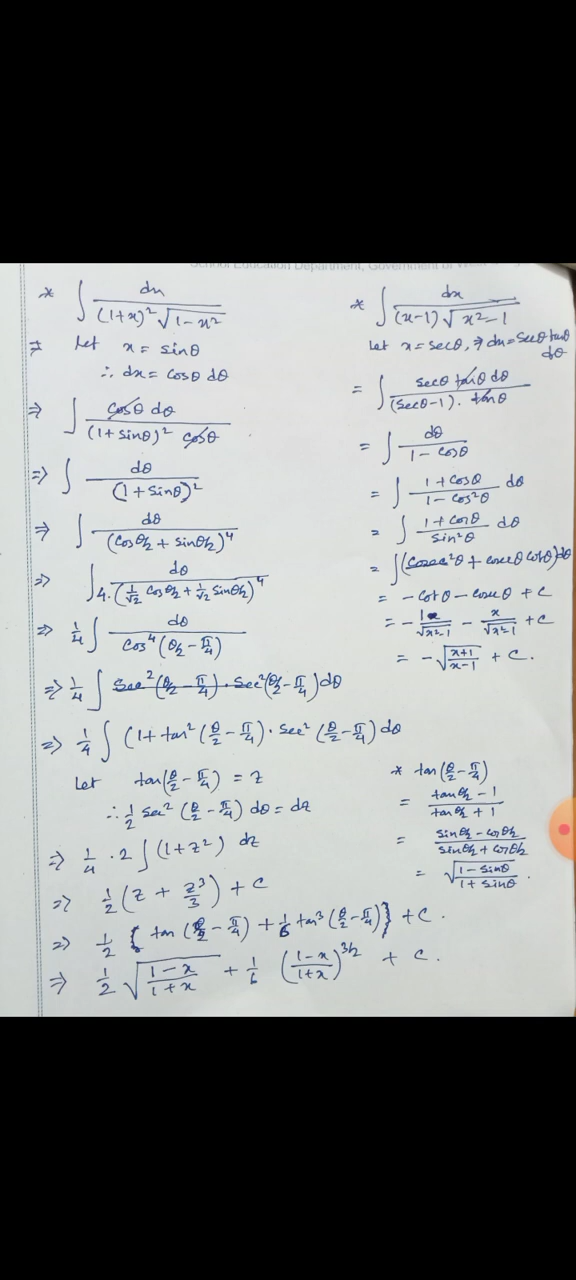 School Education Department, Government of
* ∫ dx / (1+x)² √(1−x²)
⇒ Let x = sinθ
∴ dx = cosθ dθ
⇒ ∫ cosθ dθ / (1+sinθ)² cosθ
⇒ ∫ dθ / (1+sinθ)²
⇒ ∫ dθ / (cosθ/2 + sinθ/2)⁴
⇒ ∫ dθ / 4.(1/√2 cosθ/2 + 1/√2 sinθ/2)⁴
⇒ 1/4 ∫ dθ / cos⁴(θ/2 − π/4)
⇒ 1/4 ∫ sec²(θ/2 − π/4) · sec²(θ/2 − π/4) dθ
⇒ 1/4 ∫ (1 + tan²(θ/2 − π/4) · sec²(θ/2 − π/4) dθ
Let tan(θ/2 − π/4) = z
∴ 1/2 sec²(θ/2 − π/4) dθ = dz
⇒ 1/4 · 2 ∫ (1+z²) dz
⇒ 1/2 (z + z³/3) + c
⇒ 1/2 { tan(θ/2 − π/4) + 1/6 tan³(θ/2 − π/4) } + c.
⇒ 1/2 √(1−x / 1+x) + 1/6 (1−x / 1+x)^3/2 + c.
* ∫ dx / (x−1) √(x²−1)
Let x = secθ, ⇒ dx = secθ tanθ
dθ
= ∫ secθ tanθ dθ / (secθ−1). tanθ
= ∫ dθ / 1 − cosθ
= ∫ 1 + cosθ / 1 − cos²θ dθ
= ∫ 1 + cosθ / sin²θ dθ
= ∫ (cosec²θ + cosecθ cotθ) dθ
= − cotθ − cosecθ + c
= − 1 / √(x²−1) − x / √(x²−1) + c
= − √(x+1 / x−1) + c.
* tan(θ/2 − π/4)
= tanθ/2 − 1 / tanθ/2 + 1
= sinθ/2 − cosθ/2 / sinθ/2 + cosθ/2
= √(1 − sinθ / 1 + sinθ).